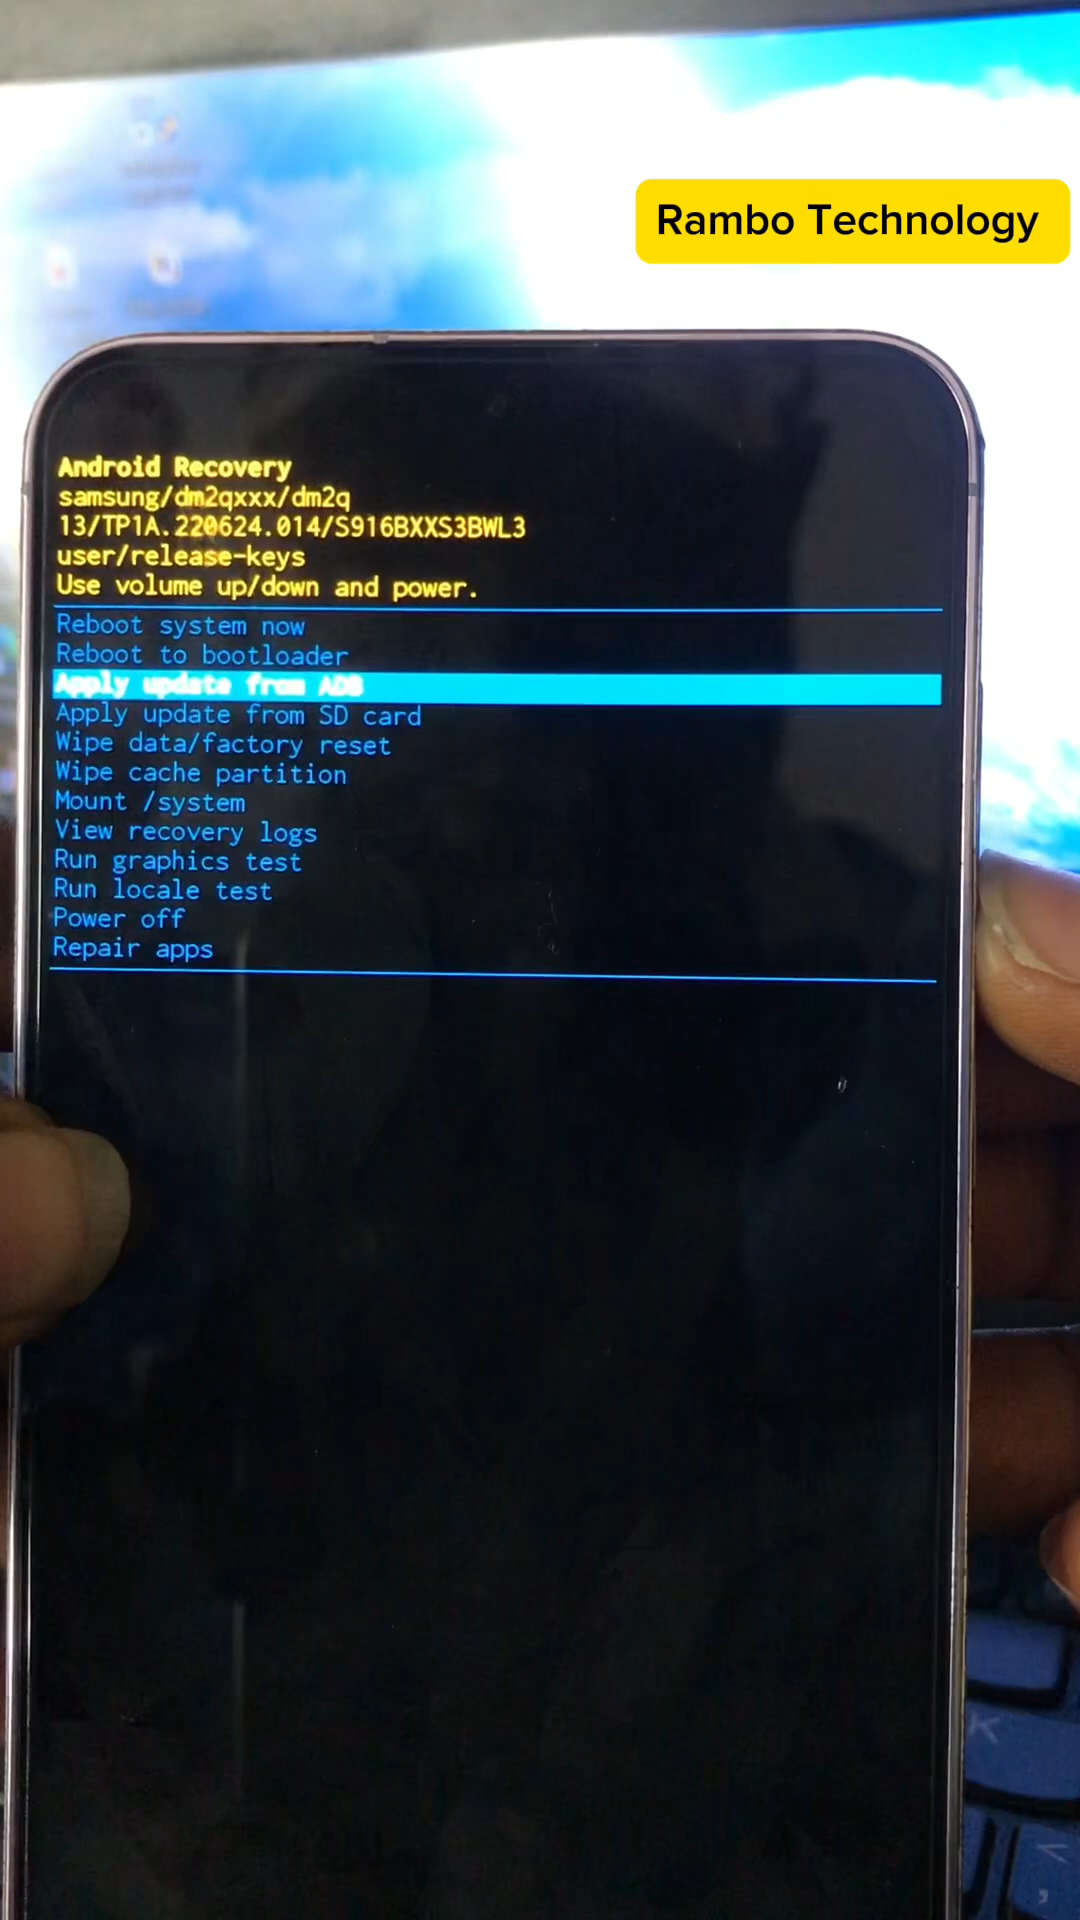 Rambo Technology
Android Recovery
samsung/dm2qxxx/dm2q
13/TP1A.220624.014/S916BXXS3BWL3
user/release-keys
Use volume up/down and power.
Reboot system now
Reboot to bootloader
Apply update from ADB
Apply update from SD card
Wipe data/factory reset
Wipe cache partition
Mount /system
View recovery logs
Run graphics test
Run locale test
Power off
Repair apps
K